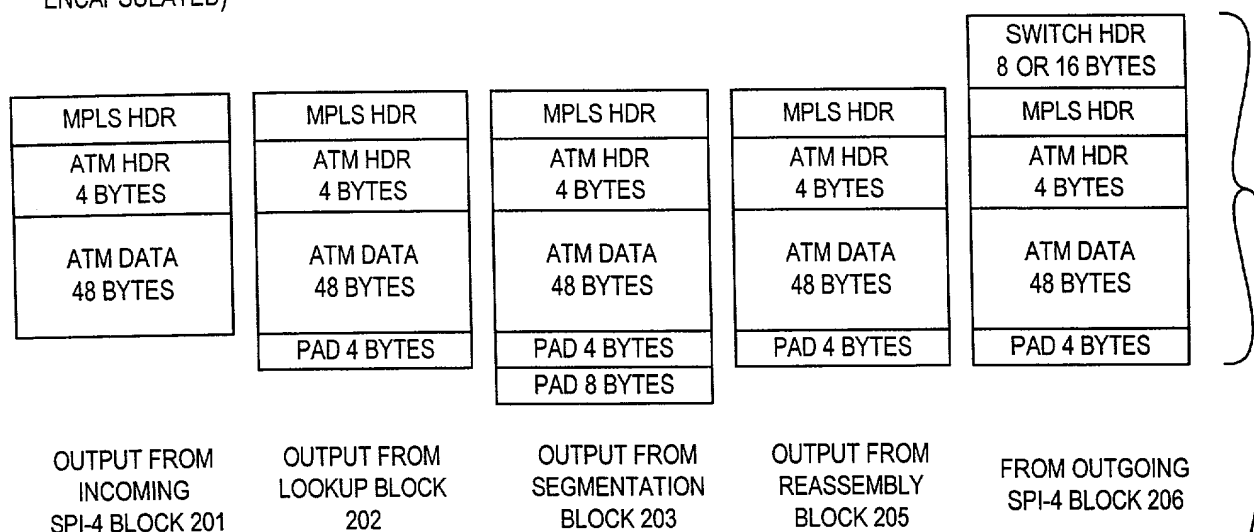 ENCAPSULAYED)
MPLS HDR
ATM HDR
4 BYTES
ATM DATA
48 BYTES
OUTPUT FROM
INCOMING
SPI-4 BLOCK 201
MPLS HDR
ATM HDR
4 BYTES
ATM DATA
48 BYTES
PAD 4 BYTES
OUTPUT FROM
LOOKUP BLOCK
202
MPLS HDR
ATM HDR
4 BYTES
ATM DATA
48 BYTES
PAD 4 BYTES
PAD 8 BYTES
OUTPUT FROM
SEGMENTATION
BLOCK 203
MPLS HDR
ATM HDR
4 BYTES
ATM DATA
48 BYTES
PAD 4 BYTES
OUTPUT FROM
REASSEMBLY
BLOCK 205
SWITCH HDR
8 OR 16 BYTES
MPLS HDR
ATM HDR
4 BYTES
ATM DATA
48 BYTES
PAD 4 BYTES
FROM OUTGOING
SPI-4 BLOCK 206